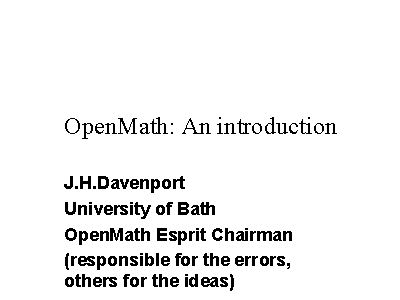 OpenMath: An introduction
J.H.Davenport
University of Bath
OpenMath Esprit Chairman
(responsible for the errors,
others for the ideas)